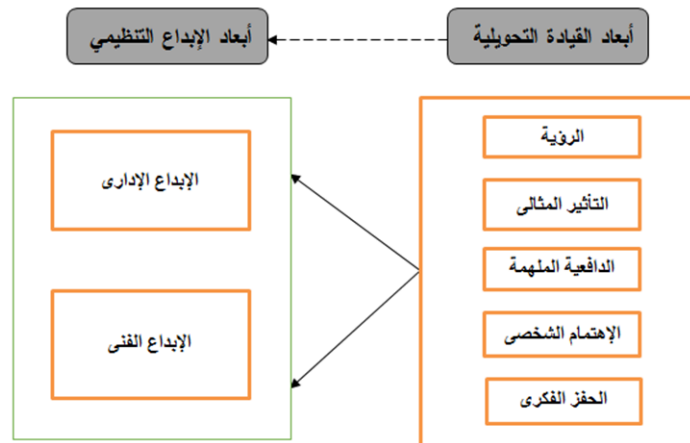 أبعاد القيادة التحويلية
أبعاد الإبداع التنظيمي
الرؤية
التأثير المثالى
الدافعية الملهمة
الإهتمام الشخصى
الحفز الفكرى
الإبداع الإدارى
الإبداع الفنى